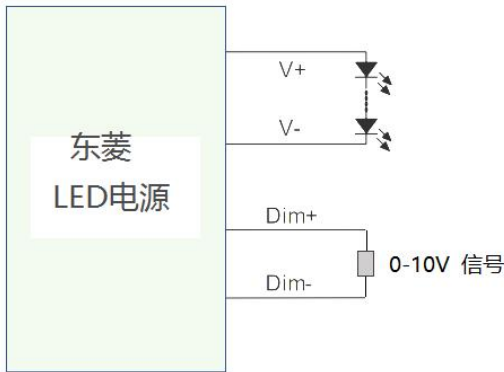 V+
V-
东菱
LED电源
Dim+
0-10V 信号
Dim-